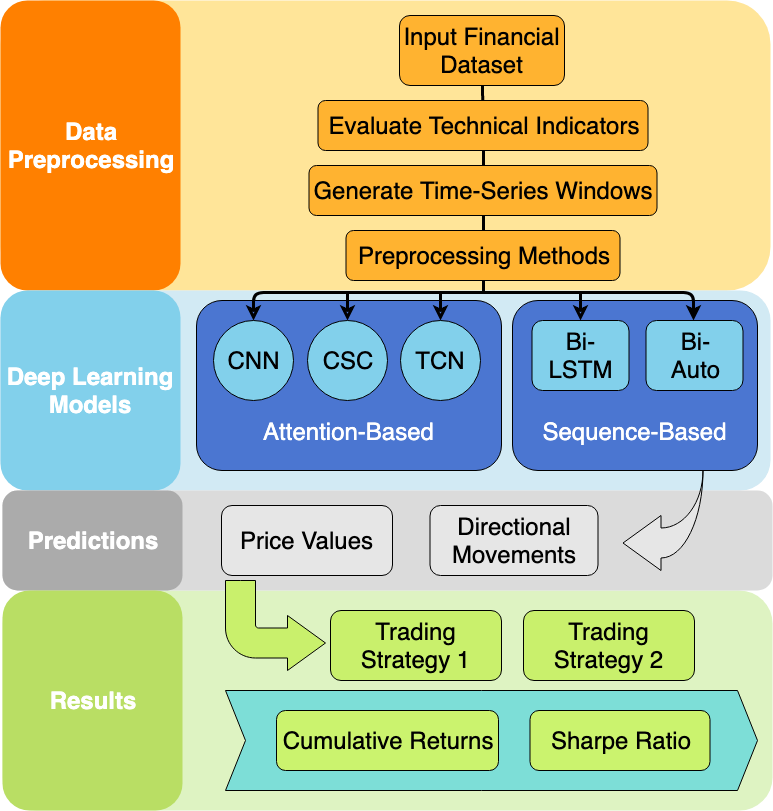 Input Financial
Dataset
Data
Preprocessing
Evaluate Technical Indicators
Generate Time-Series Windows
Preprocessing Methods
Deep Learning
Models
CNN
CSC
TCN
Attention-Based
Bi-
LSTM
Bi-
Auto
Sequence-Based
Predictions
Price Values
Directional
Movements
Results
Trading
Strategy 1
Trading
Strategy 2
Cumulative Returns
Sharpe Ratio